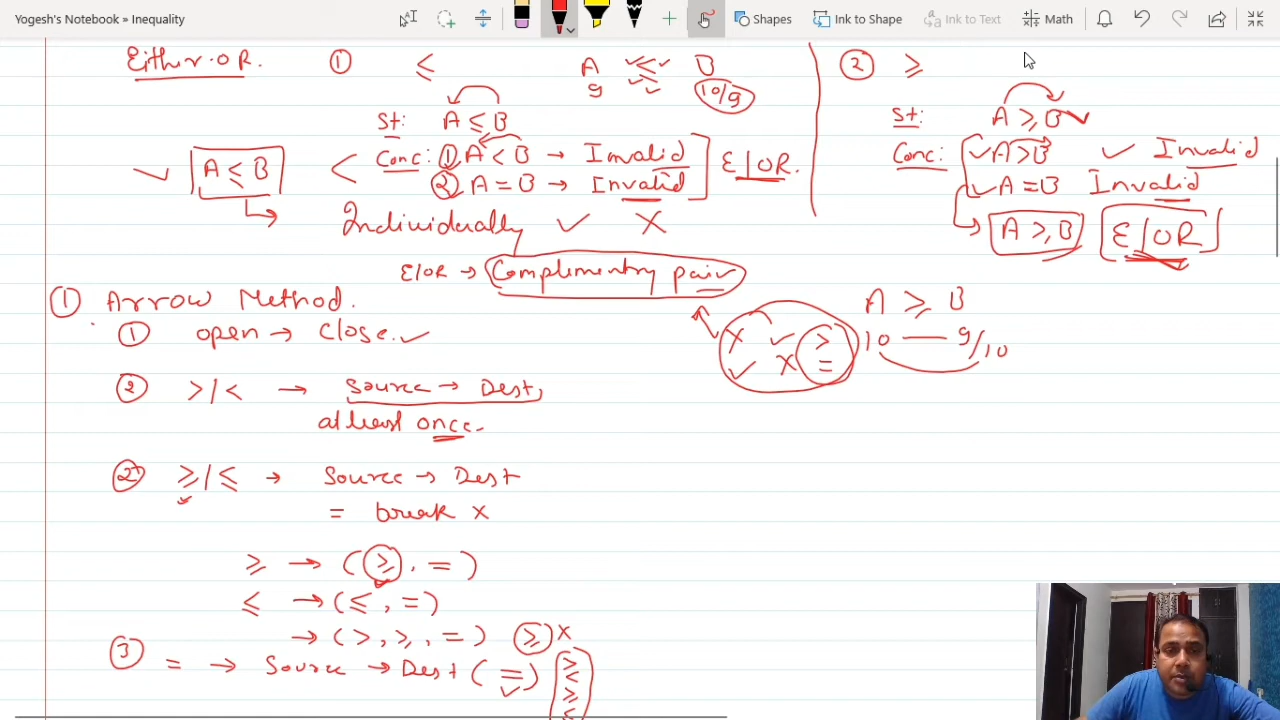 Yogesh's Notebook » Inequality
Shapes Ink to Shape Ink to Text Math
Either OR. ① ≤ A ≤ B
9 10/9
St: A ≤ B
Conc: ① A < B → Invalid
② A = B → Invalid E/OR.
A ≤ B <
Individually ✓ X
E/OR → Complimentry pair
② ≥
St: A ≥ B
Conc: A > B ✓ Invalid
A = B Invalid
A ≥, B E/OR
① Arrow Method.
① open → close. ✓
② >/< → Source → Dest,
atleast once.
②⁺ ≥/≤ → Source → Dest
= break x
≥ → (≥, =)
≤ → (≤, =)
→ (>, ≥, =) ≥ x
③ = → Source → Dest ( = ) > < ≥ ≤
A ≥ B
10 — 9/10
X ✓ >
✓ X =